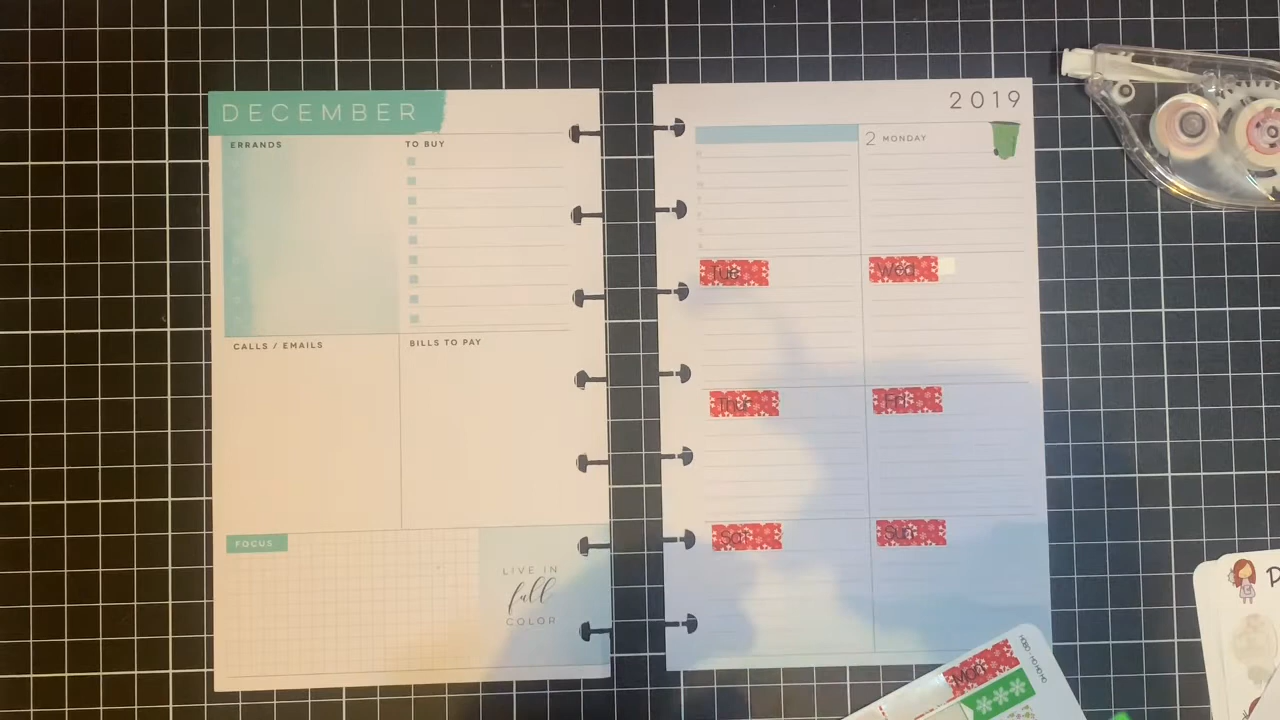 DECEMBER
ERRANDS
TO BUY
CALLS / EMAILS
BILLS TO PAY
FOCUS
LIVE IN
full
COLOR
2019
2 MONDAY
Tue
Wed
Thur
Fri
Sat
Sun
Mon